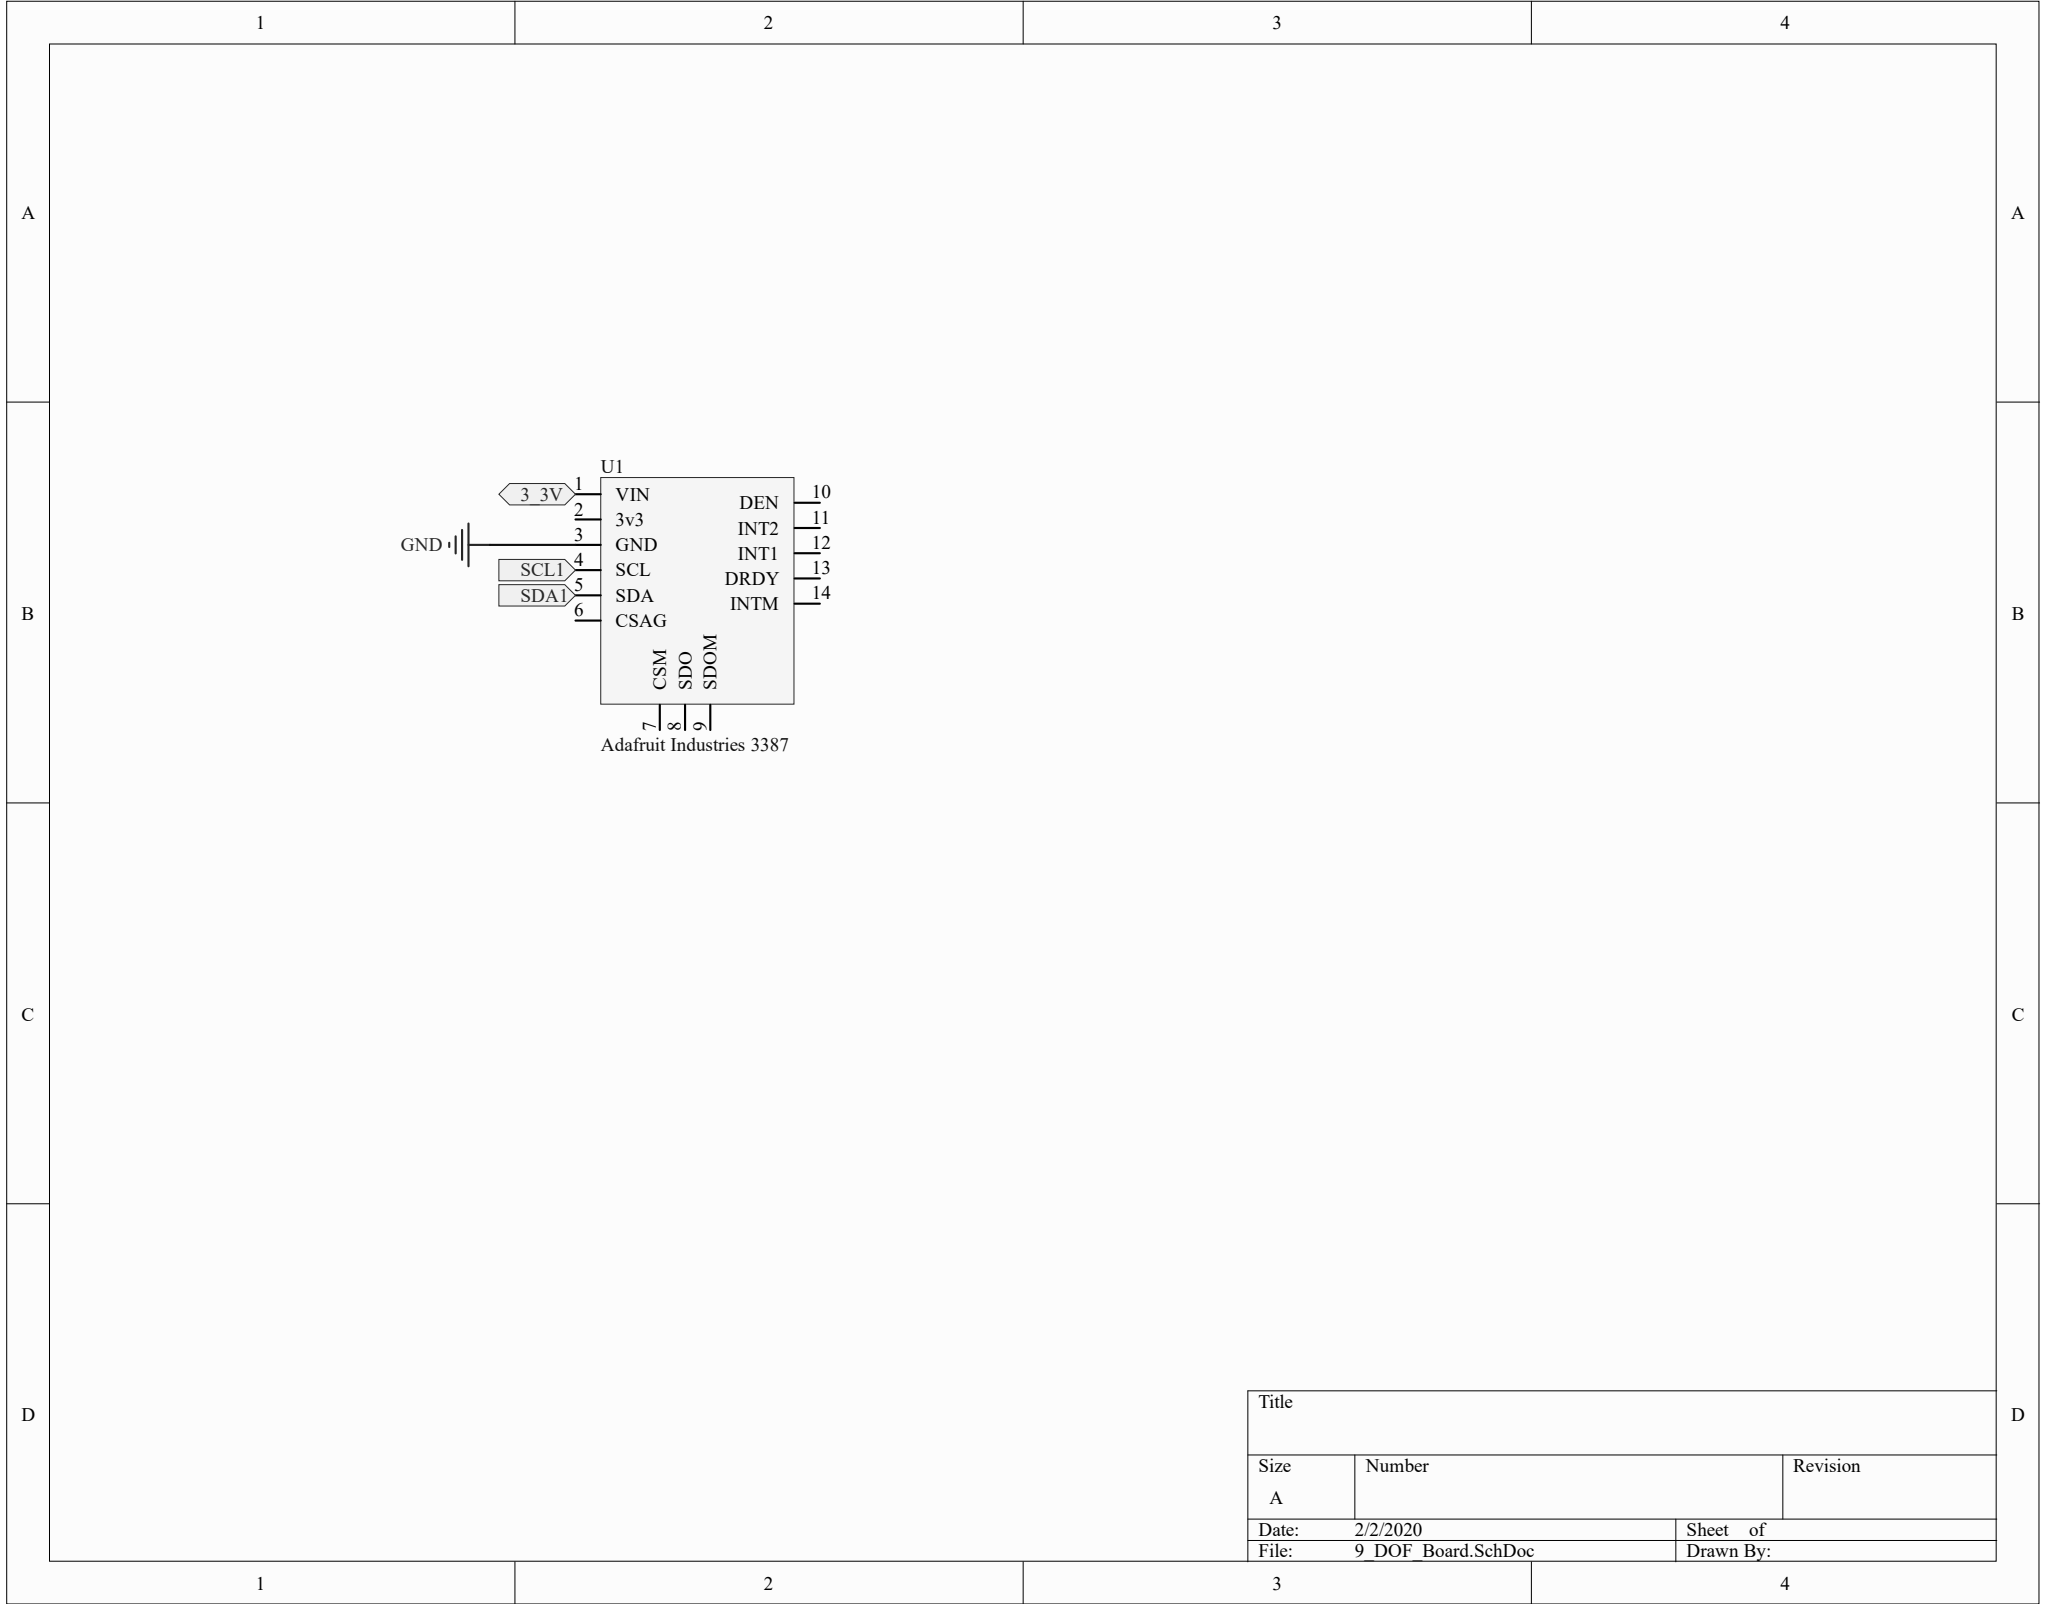 1 2 3 4
A A
U1
3_3V 1 VIN DEN 10
2 3v3 INT2 11
GND 3 GND INT1 12
SCL1 4 SCL DRDY 13
SDA1 5 SDA INTM 14
6 CSAG
B B
CSM SDO SDOM
7 8 9
Adafruit Industries 3387
C C
D D
Title
Size Number Revision
A
Date: 2/2/2020 Sheet of
File: 9_DOF_Board.SchDoc Drawn By:
1 2 3 4